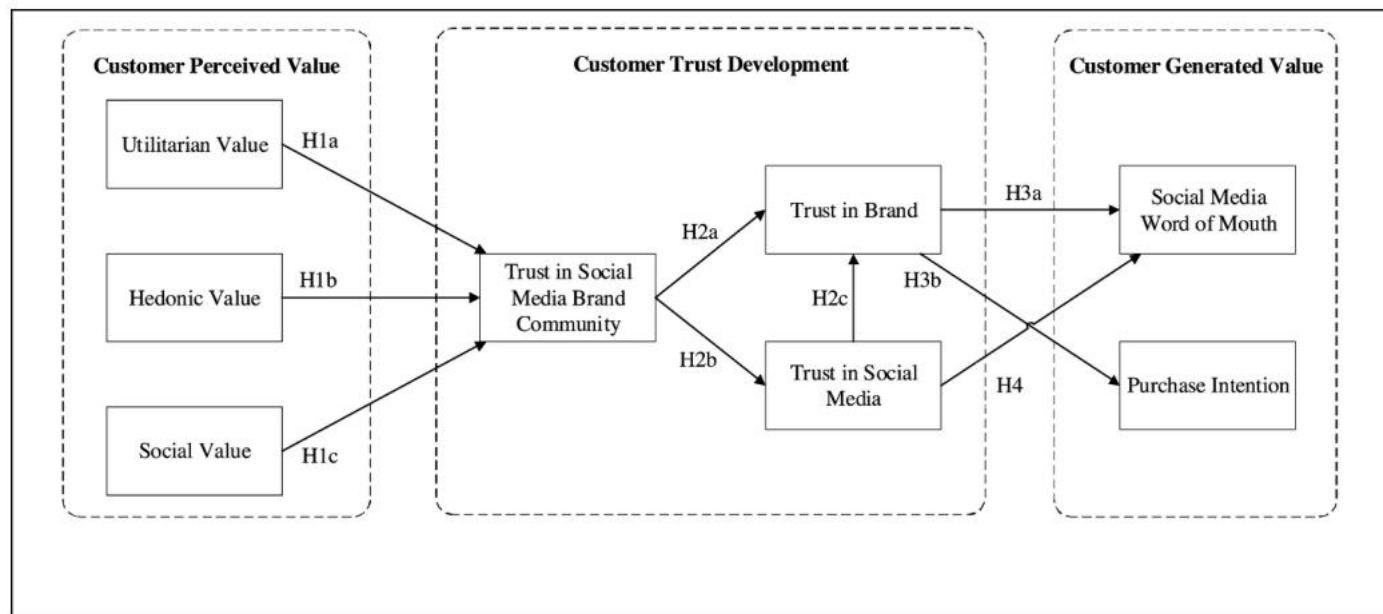 Customer Perceived Value
Utilitarian Value
Hedonic Value
Social Value
H1a
H1b
H1c
Customer Trust Development
Trust in Social
Media Brand
Community
H2a
H2b
Trust in Brand
H2c
Trust in Social
Media
H3a
H3b
H4
Customer Generated Value
Social Media
Word of Mouth
Purchase Intention